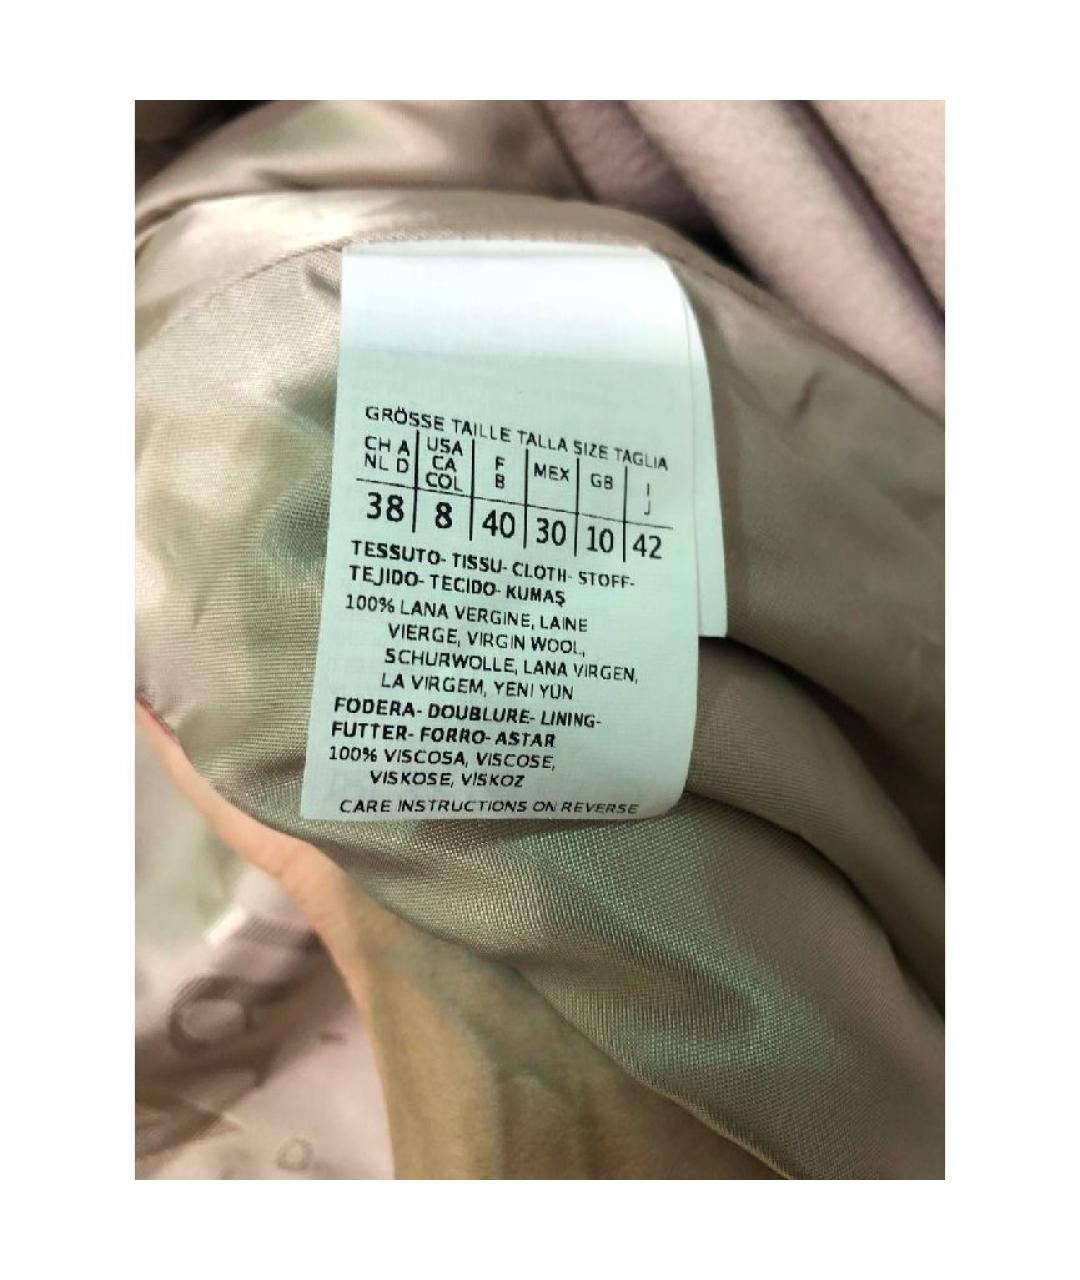 GRÖSSE TAILLE TALLA SIZE TAGLIA
CH A USA F MEX GB I
NL D CA B J
COL
38 8 40 30 10 42
TESSUTO- TISSU- CLOTH- STOFF-
TEJIDO- TECIDO- KUMAŞ
100% LANA VERGINE, LAINE
VIERGE, VIRGIN WOOL,
SCHURWOLLE, LANA VIRGEN,
LA VIRGEM, YENI YÜN
FODERA- DOUBLURE- LINING-
FUTTER- FORRO- ASTAR
100% VISCOSA, VISCOSE,
VISKOSE, VİSKOZ
CARE INSTRUCTIONS ON REVERSE